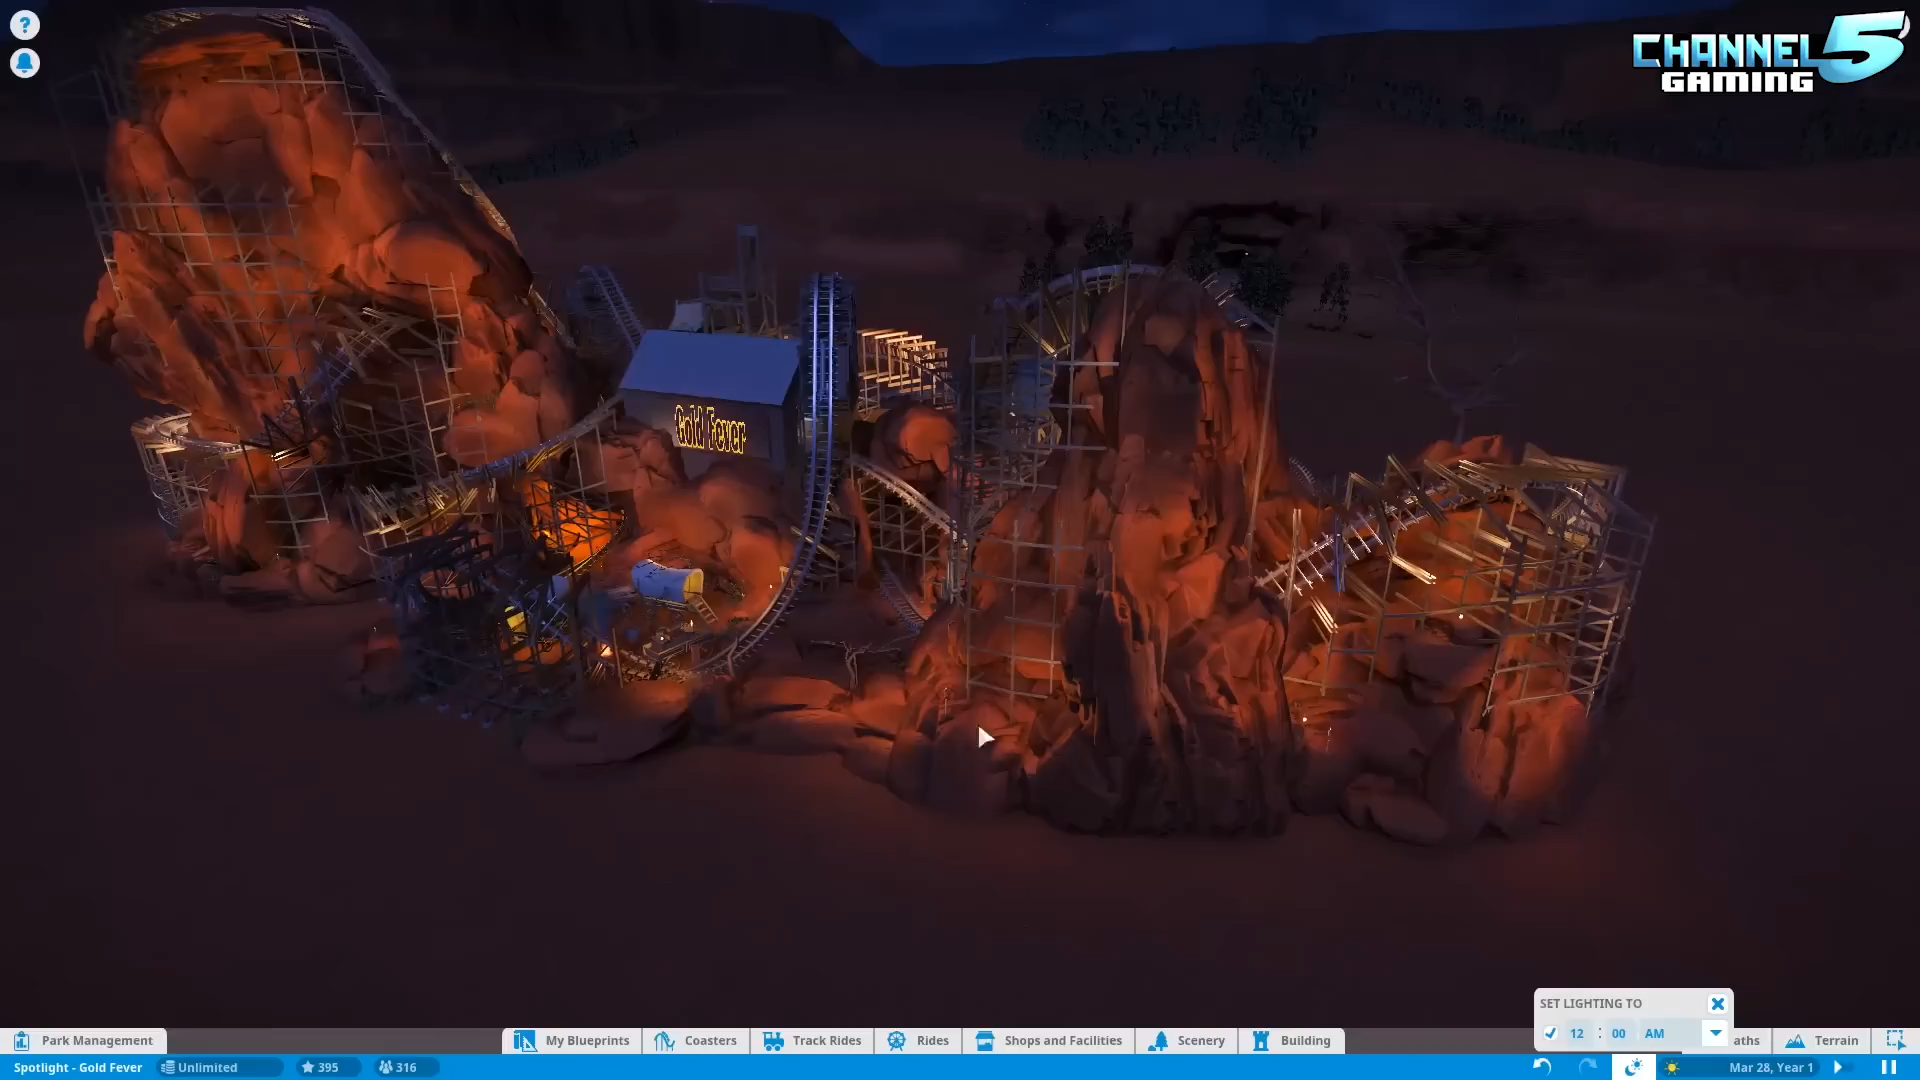 ?
CHANNEL 5
GAMING
Gold Fever
SET LIGHTING TO
12 : 00 AM
Park Management
My Blueprints
Coasters
Track Rides
Rides
Shops and Facilities
Scenery
Building
aths
Terrain
Spotlight - Gold Fever
Unlimited
395
316
Mar 28, Year 1